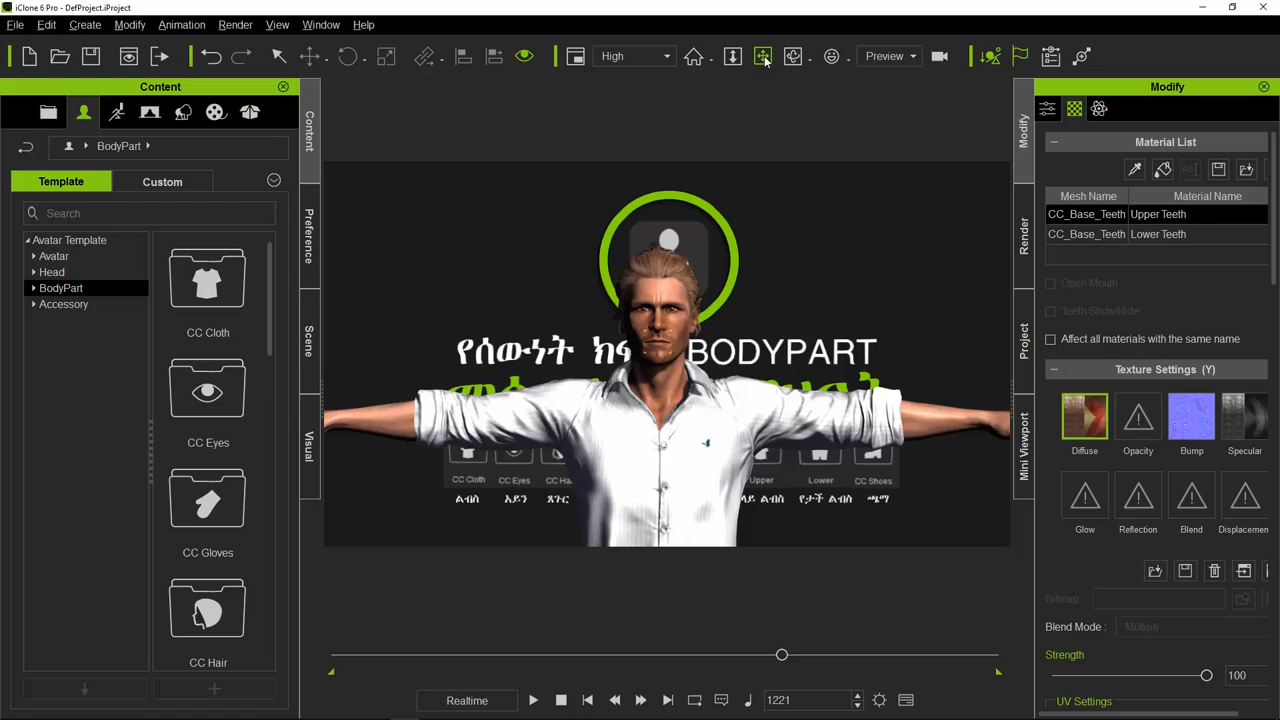 iClone 6 Pro - DefProject.iProject
File Edit Create Modify Animation Render View Window Help
High Preview
Content
BodyPart
Template Custom
Search
Avatar Template
Avatar
Head
BodyPart
Accessory
CC Cloth
CC Eyes
CC Gloves
CC Hair
Content
Preference
Scene
Visual
የሰውነት BODYPART
CC Cloth CC Eyes Upper Lower CC Shoes
ልብስ አይን ጸጉር ላይ ልብስ የታች ልብስ ጫማ
Realtime 1221
Modify
Render
Project
Mini Viewport
Modify
Material List
Mesh Name Material Name
CC_Base_Teeth Upper Teeth
CC_Base_Teeth Lower Teeth
Open Mouth
Teeth Show/Hide
Affect all materials with the same name
Texture Settings (Y)
Diffuse Opacity Bump Specular
Glow Reflection Blend Displacemen
Bitmap
Blend Mode : Multiply
Strength
100
UV Settings